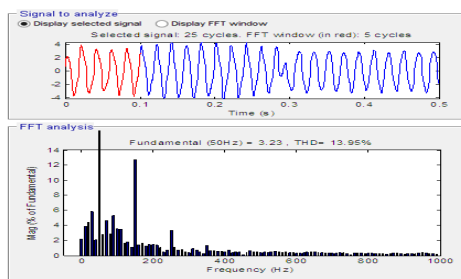 Signal to analyze
Display selected signal Display FFT window
Selected signal: 25 cycles. FFT window (in red): 5 cycles
4
2
0
-2
-4
0 0.1 0.2 0.3 0.4 0.5
Time (s)
FFT analysis
Fundamental (50Hz) = 3.23 , THD= 13.95%
14
12
10
8
6
4
2
0
Mag (% of Fundamental)
0 200 400 600 800 1000
Frequency (Hz)